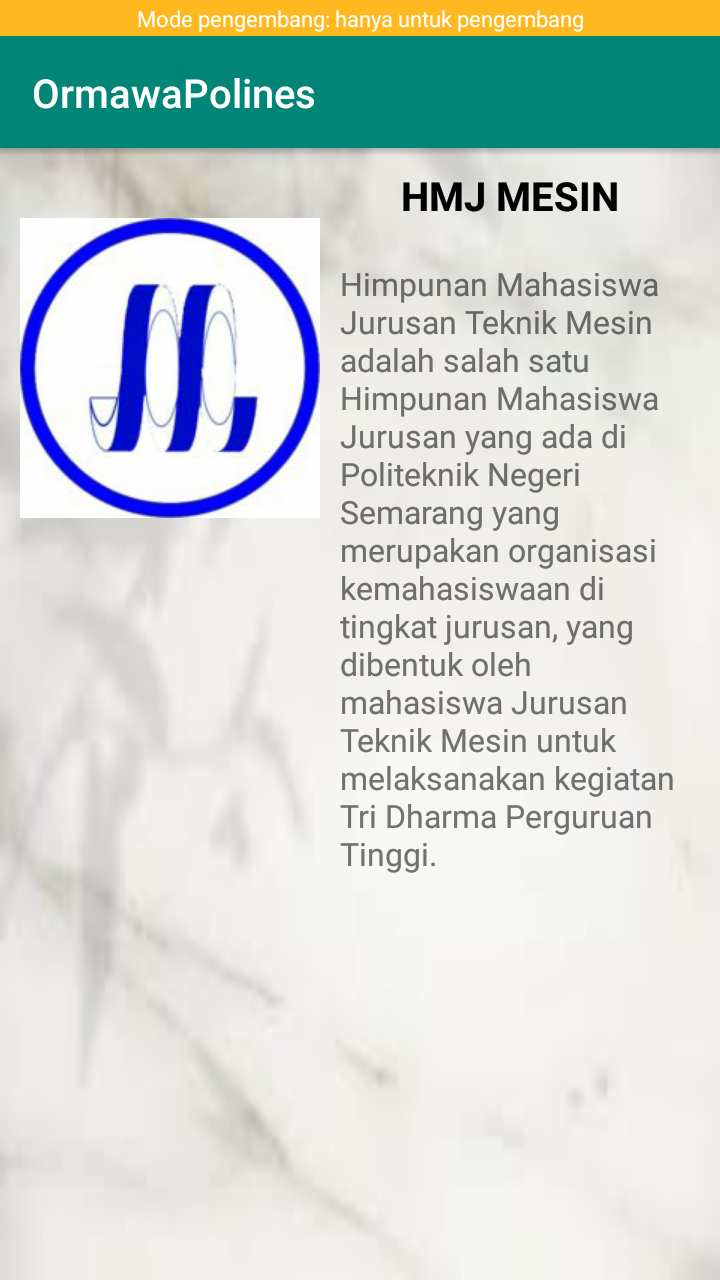 Mode pengembang: hanya untuk pengembang
OrmawaPolines
HMJ MESIN
Himpunan Mahasiswa
Jurusan Teknik Mesin
adalah salah satu
Himpunan Mahasiswa
Jurusan yang ada di
Politeknik Negeri
Semarang yang
merupakan organisasi
kemahasiswaan di
tingkat jurusan, yang
dibentuk oleh
mahasiswa Jurusan
Teknik Mesin untuk
melaksanakan kegiatan
Tri Dharma Perguruan
Tinggi.